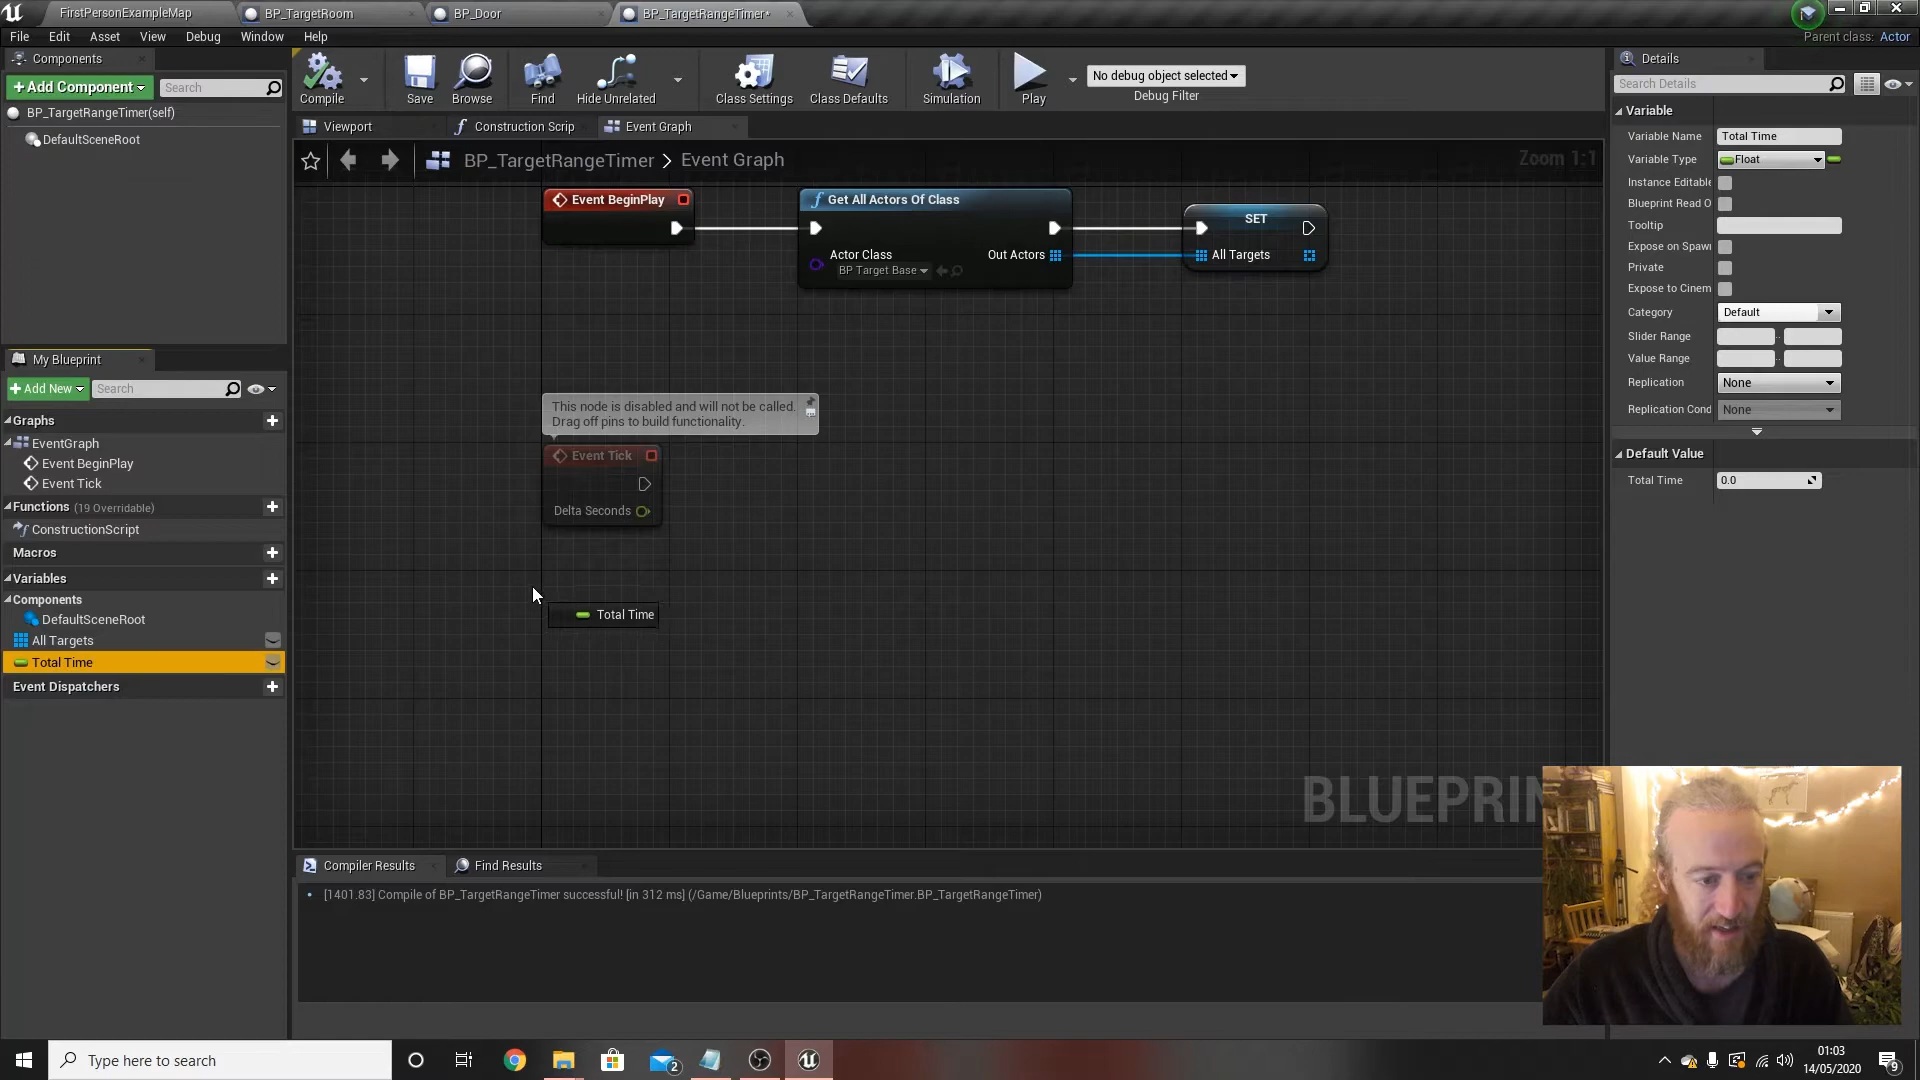 FirstPersonExampleMap
BP_TargetRoom
BP_Door
BP_TargetRangeTimer*
File
Edit
Asset
View
Debug
Window
Help
Parent class: Actor
Components
+Add Component
Search
BP_TargetRangeTimer(self)
DefaultSceneRoot
Compile
Save
Browse
Find
Hide Unrelated
Class Settings
Class Defaults
Simulation
Play
No debug object selected
Debug Filter
Viewport
Construction Scrip
Event Graph
BP_TargetRangeTimer > Event Graph
Zoom 1:1
Event BeginPlay
Get All Actors Of Class
Actor Class
BP Target Base
Out Actors
SET
All Targets
This node is disabled and will not be called.
Drag off pins to build functionality.
Event Tick
Delta Seconds
Total Time
BLUEPRIN
My Blueprint
+Add New
Search
Graphs
EventGraph
Event BeginPlay
Event Tick
Functions (19 Overridable)
ConstructionScript
Macros
Variables
Components
DefaultSceneRoot
All Targets
Total Time
Event Dispatchers
Details
Search Details
Variable
Variable Name
Total Time
Variable Type
Float
Instance Editable
Blueprint Read O
Tooltip
Expose on Spawn
Private
Expose to Cinem
Category
Default
Slider Range
Value Range
Replication
None
Replication Cond
None
Default Value
Total Time
0.0
Compiler Results
Find Results
[1401.83] Compile of BP_TargetRangeTimer successful! [in 312 ms] (/Game/Blueprints/BP_TargetRangeTimer.BP_TargetRangeTimer)
Type here to search
2
01:03
14/05/2020
9